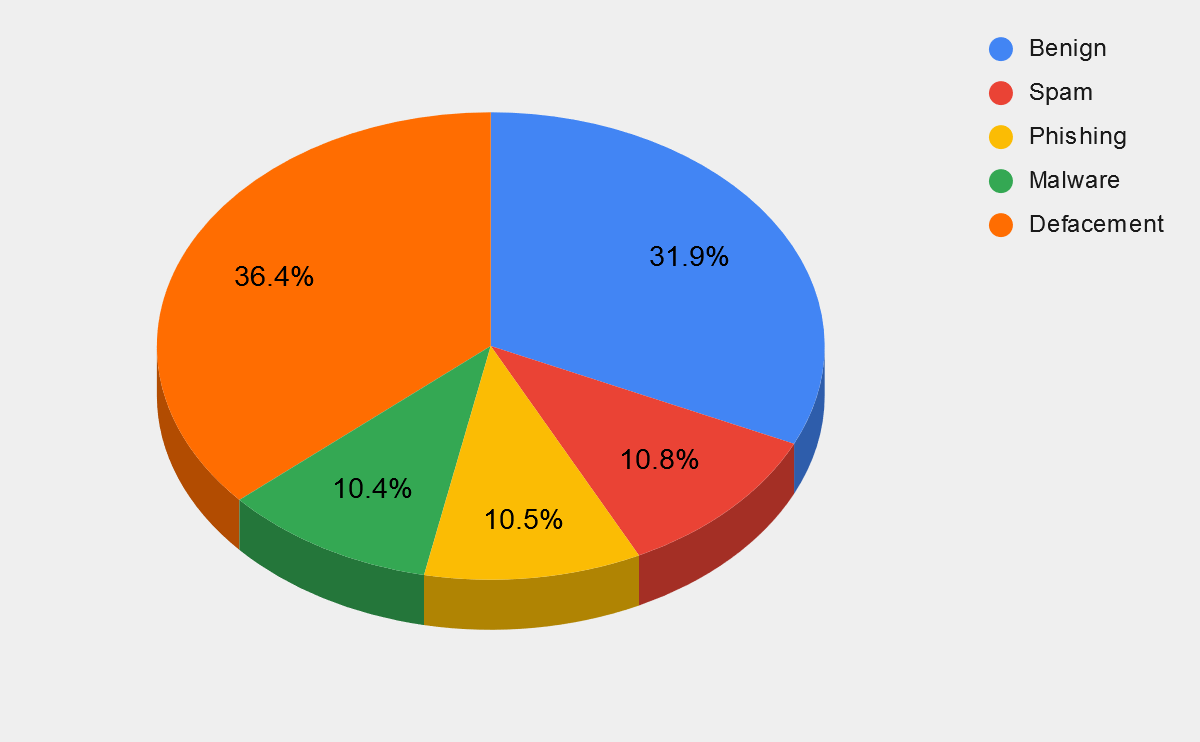 Benign
Spam
Phishing
Malware
Defacement
31.9%
36.4%
10.8%
10.4%
10.5%